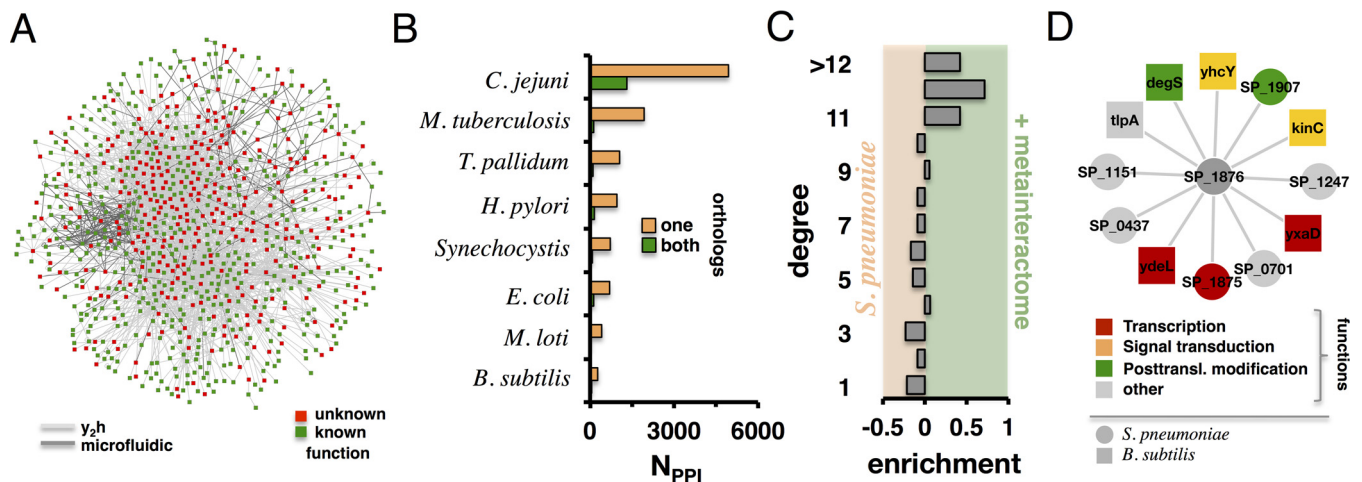 A
y2h
microfluidic
unknown
known
function
B
C. jejuni
M. tuberculosis
T. pallidum
H. pylori
Synechocystis
E. coli
M. loti
B. subtilis
orthologs
one
both
0
3000
6000
NPPI
C
degree
>12
11
9
7
5
3
1
S. pneumoniae
+ metainteractome
-0.5
0
0.5
1
enrichment
D
yhcY
degS
SP_1907
tlpA
kinC
SP_1151
SP_1876
SP_1247
SP_0437
yxaD
ydeL
SP_0701
SP_1875
Transcription
Signal transduction
Posttransl. modification
other
functions
S. pneumoniae
B. subtilis